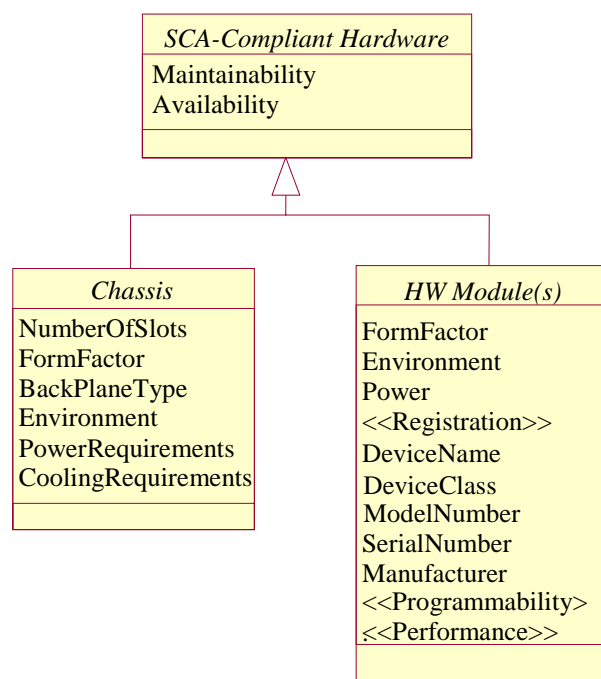 SCA-Compliant Hardware
Maintainability
Availability
Chassis
NumberOfSlots
FormFactor
BackPlaneType
Environment
PowerRequirements
CoolingRequirements
HW Module(s)
FormFactor
Environment
Power
<<Registration>>
DeviceName
DeviceClass
ModelNumber
SerialNumber
Manufacturer
<<Programmability>
<<Performance>>